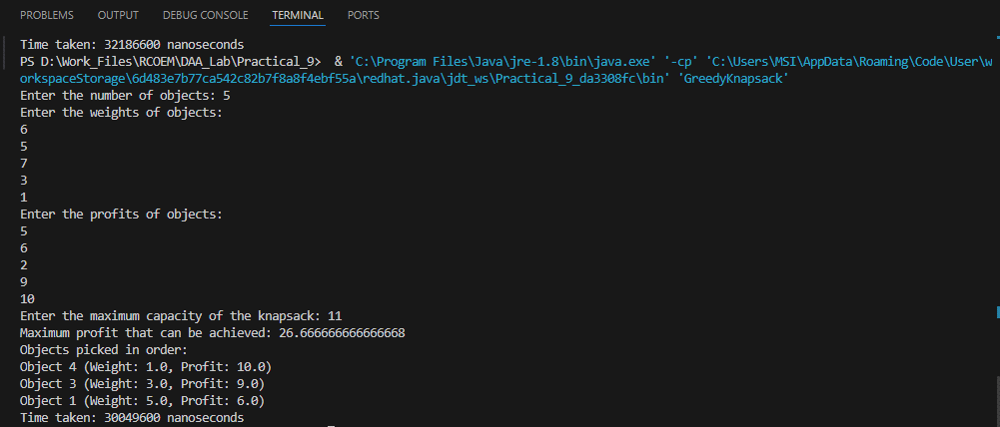 PROBLEMS OUTPUT DEBUG CONSOLE TERMINAL PORTS
Time taken: 32186600 nanoseconds
PS D:\Work_Files\RCOEM\DAA_Lab\Practical_9>  & 'C:\Program Files\Java\jre-1.8\bin\java.exe' '-cp' 'C:\Users\MSI\AppData\Roaming\Code\User\w
orkspaceStorage\6d483e7b77ca542c82b7f8a8f4ebf55a\redhat.java\jdt_ws\Practical_9_da3308fc\bin' 'GreedyKnapsack'
Enter the number of objects: 5
Enter the weights of objects:
6
5
7
3
1
Enter the profits of objects:
5
6
2
9
10
Enter the maximum capacity of the knapsack: 11
Maximum profit that can be achieved: 26.666666666666668
Objects picked in order:
Object 4 (Weight: 1.0, Profit: 10.0)
Object 3 (Weight: 3.0, Profit: 9.0)
Object 1 (Weight: 5.0, Profit: 6.0)
Time taken: 30049600 nanoseconds